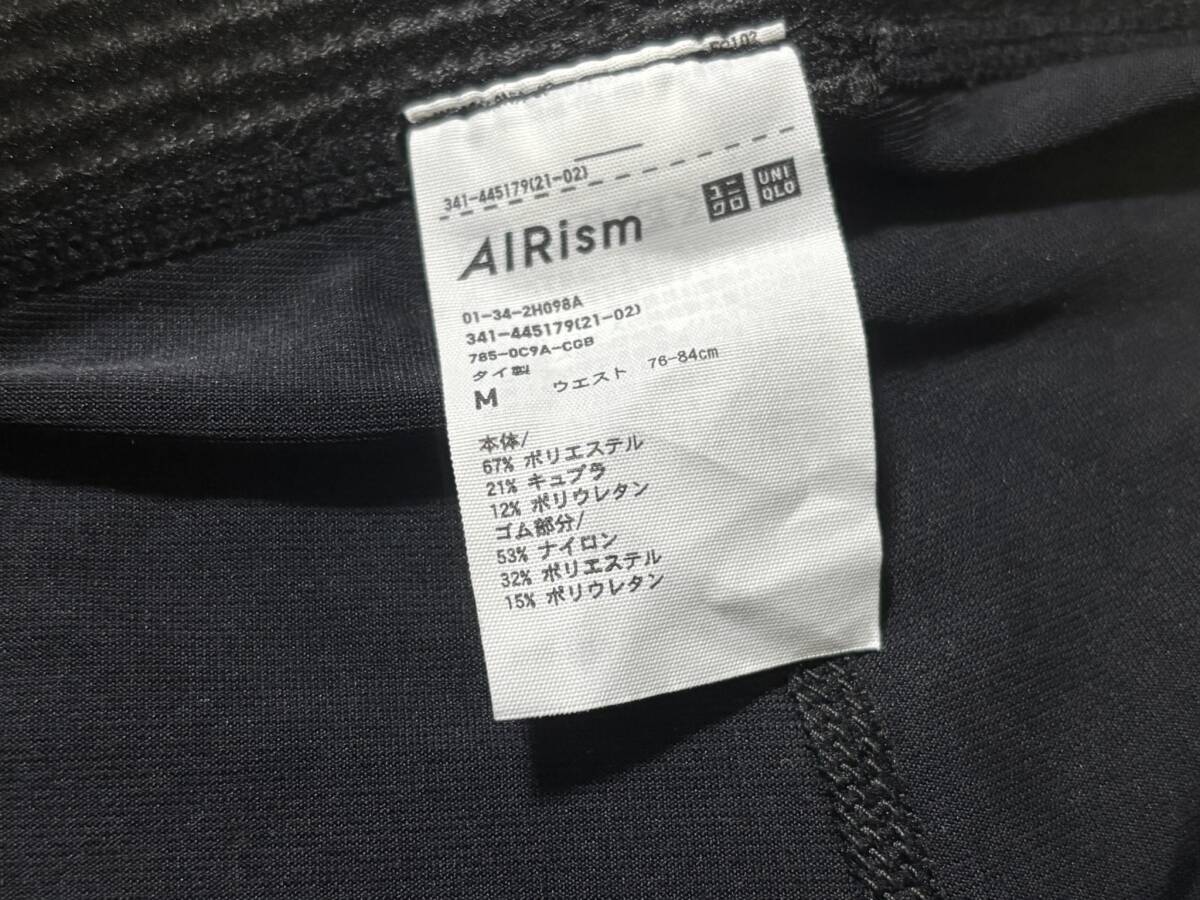 341-445179(21-02)
ユニクロ UNIQLO
AIRism
01-34-2H098A
341-445179(21-02)
785-0C9A-CGB
タイ製
M ウエスト 76-84cm
本体/
67% ポリエステル
21% キュプラ
12% ポリウレタン
ゴム部分/
53% ナイロン
32% ポリエステル
15% ポリウレタン